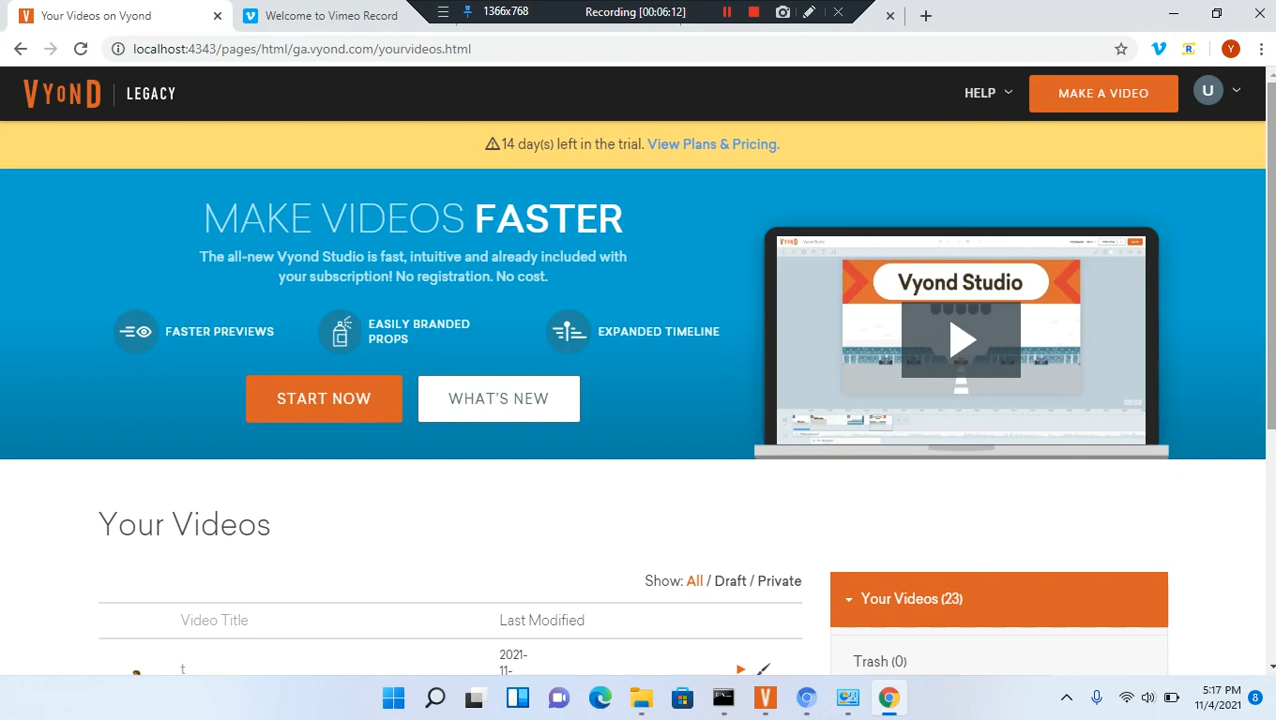 Your Videos on Vyond
Welcome to Vimeo Record
1366x768
Recording [00:06:12]
localhost:4343/pages/html/ga.vyond.com/yourvideos.html
R
Y
VYOND | LEGACY
HELP
MAKE A VIDEO
U
14 day(s) left in the trial. View Plans & Pricing.
MAKE VIDEOS FASTER
The all-new Vyond Studio is fast, intuitive and already included with
your subscription! No registration. No cost.
FASTER PREVIEWS
EASILY BRANDED
PROPS
EXPANDED TIMELINE
START NOW
WHAT'S NEW
Vyond Studio
Your Videos
Show: All / Draft / Private
Video Title
Last Modified
t
2021-
11-
Your Videos (23)
Trash (0)
5:17 PM
11/4/2021
8